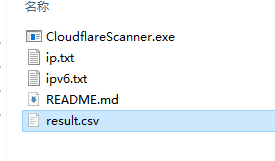 名称
CloudflareScanner.exe
ip.txt
ipv6.txt
README.md
result.csv